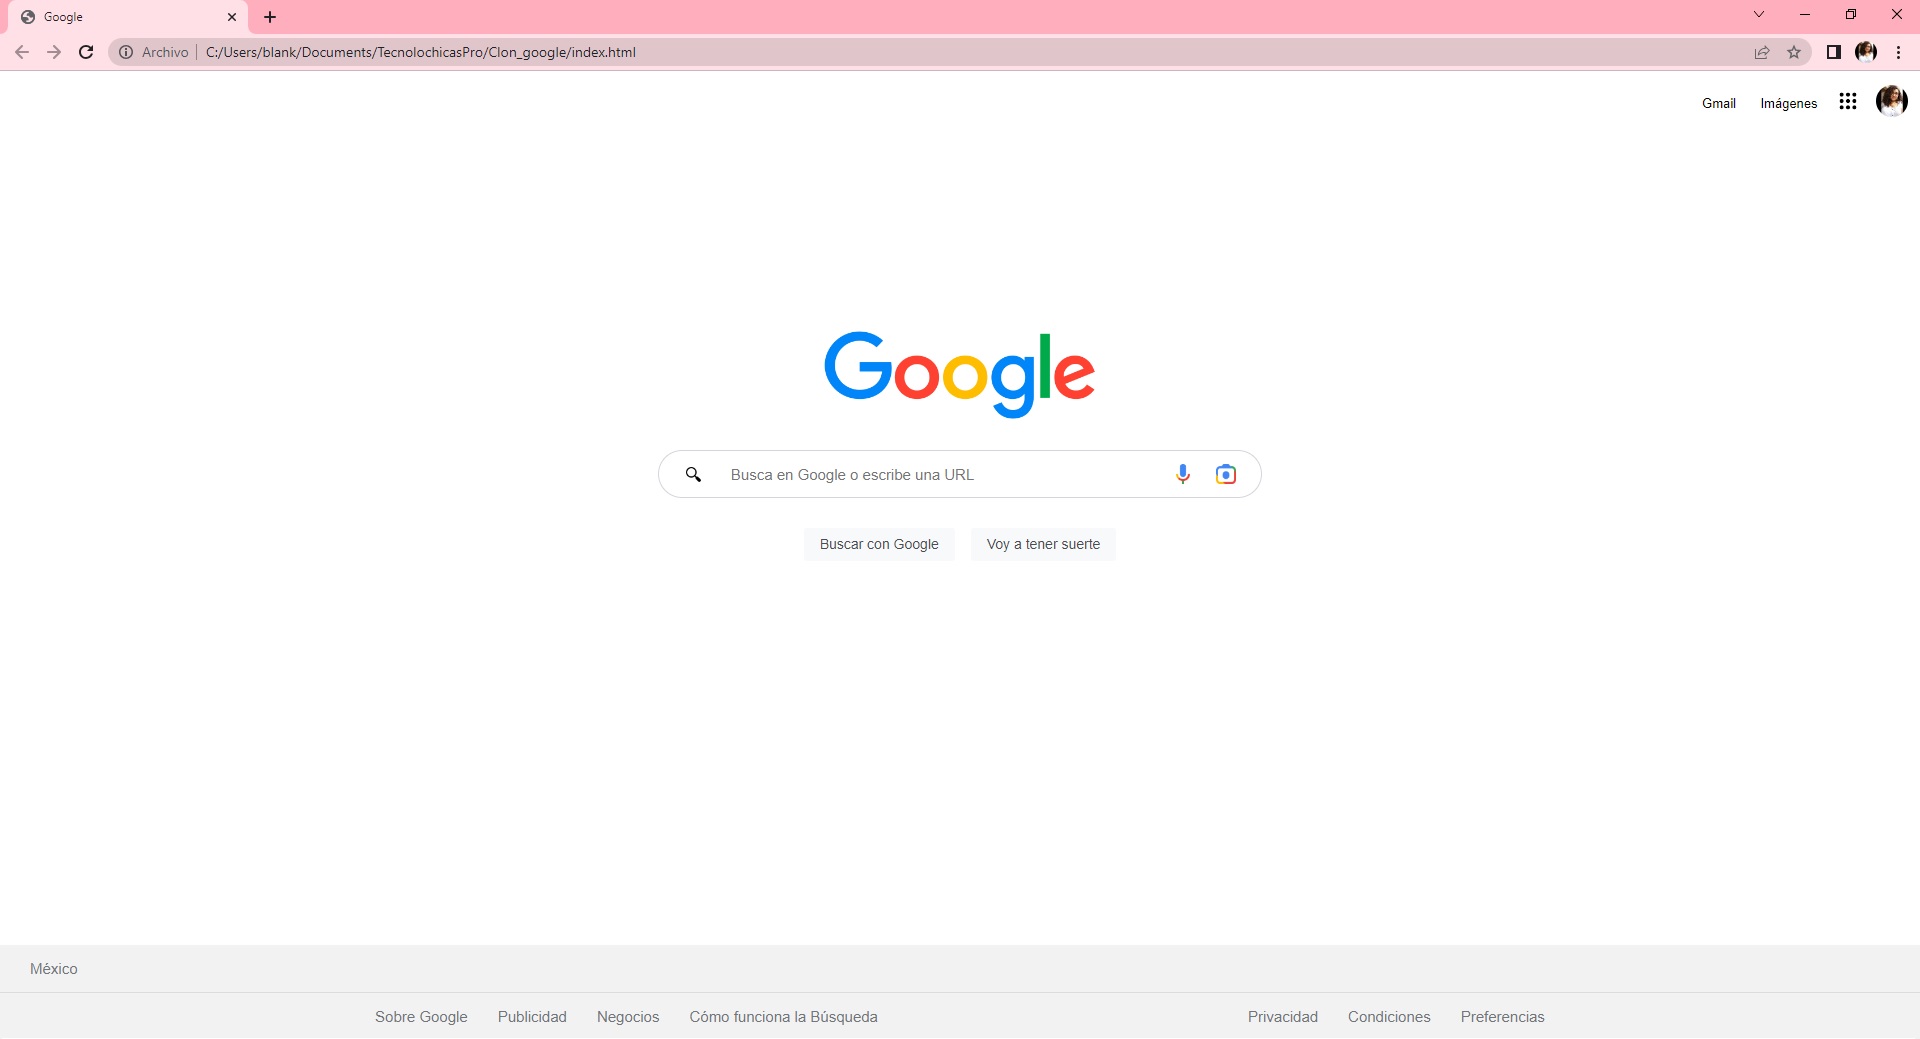 Google
Archivo C:/Users/blank/Documents/TecnolochicasPro/Clon_google/index.html
Gmail Imágenes
Google
Busca en Google o escribe una URL
Buscar con Google Voy a tener suerte
México
Sobre Google Publicidad Negocios Cómo funciona la Búsqueda Privacidad Condiciones Preferencias